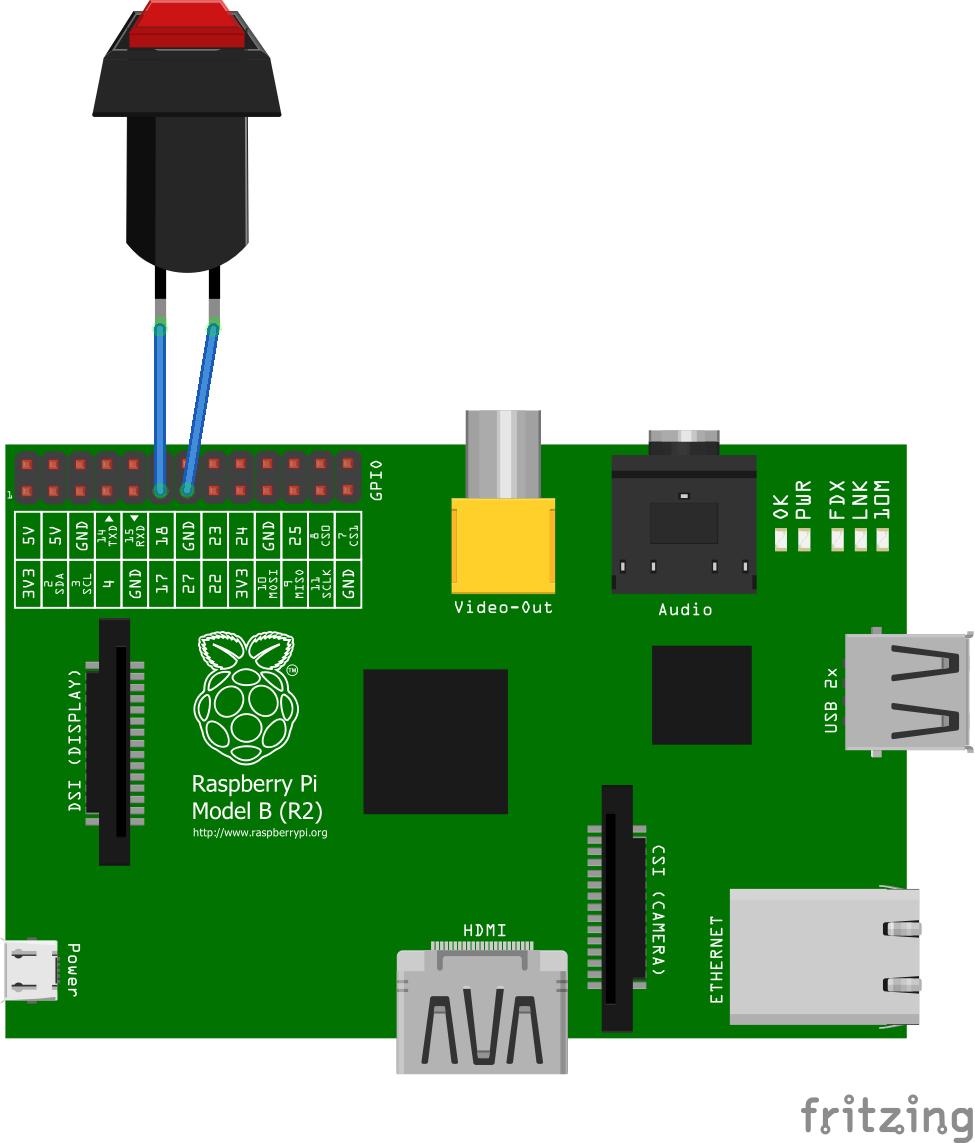 1
GPIO
5V
5V
GND
14 TXD
15 RXD
18
GND
23
24
GND
25
8 CS0
7 CS1
3V3
2 SDA
3 SCL
4
GND
17
27
22
3V3
10 MOSI
9 MISO
11 SCLK
GND
Video-Out
Audio
OK
PWR
FDX
LNK
10M
USB 2x
DSI (DISPLAY)
TM
Raspberry Pi
Model B (R2)
http://www.raspberrypi.org
CSI (CAMERA)
Power
HDMI
ETHERNET
fritzing